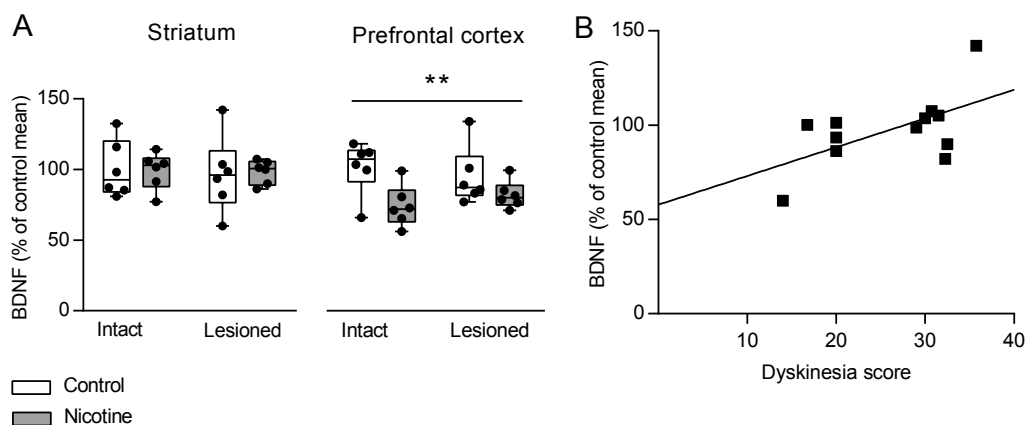 A
Striatum
Prefrontal cortex
BDNF (% of control mean)
150
100
50
0
**
Intact
Lesioned
Intact
Lesioned
Control
Nicotine
B
BDNF (% of control mean)
150
100
50
0
10
20
30
40
Dyskinesia score